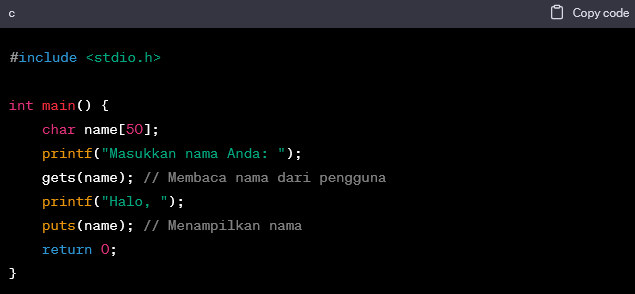 c
Copy code
#include <stdio.h>
int main() {
    char name[50];
    printf("Masukkan nama Anda: ");
    gets(name); // Membaca nama dari pengguna
    printf("Halo, ");
    puts(name); // Menampilkan nama
    return 0;
}